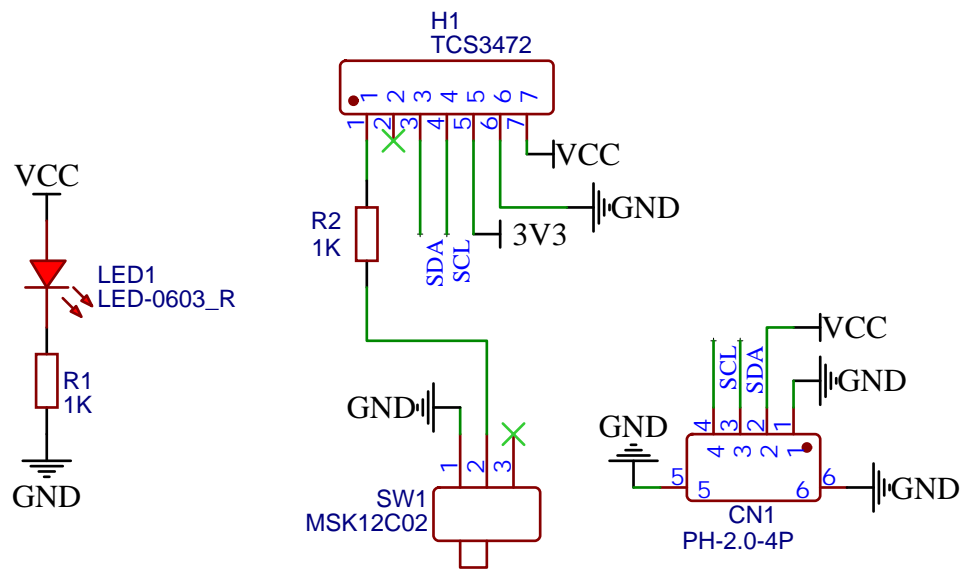 H1
TCS3472
1 2 3 4 5 6 7
1 2 3 4 5 6 7
VCC
VCC
GND
R2
1K
3V3
SDA
SCL
LED1
LED-0603_R
VCC
SCL
SDA
R1
1K
GND
GND
4 3 2 1
GND
GND
1 2 3
4 3 2 1
5
5
6
6
GND
SW1
MSK12C02
CN1
PH-2.0-4P